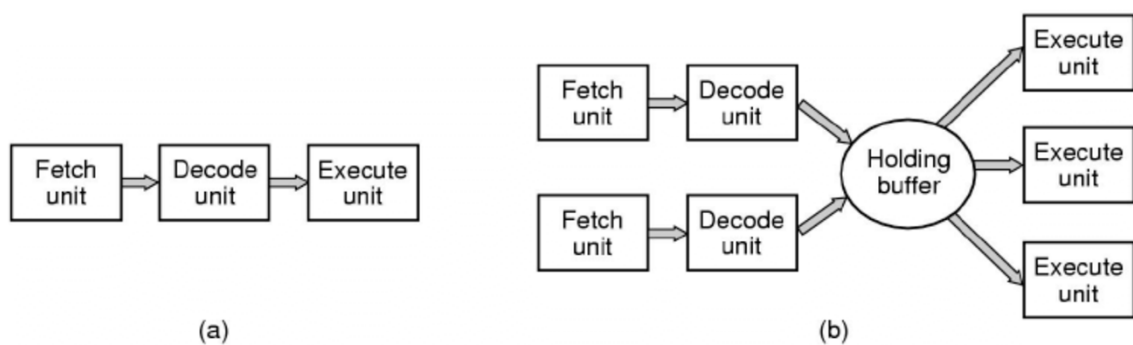 Fetch
unit
Decode
unit
Execute
unit
(a)
Fetch
unit
Decode
unit
Fetch
unit
Decode
unit
Holding
buffer
Execute
unit
Execute
unit
Execute
unit
(b)